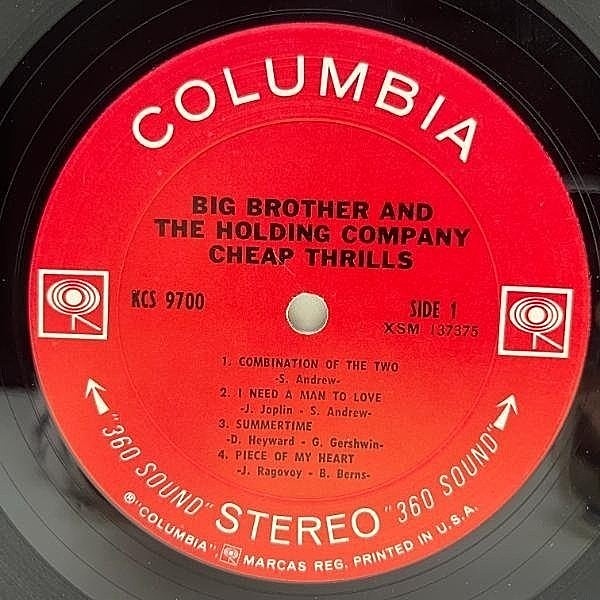 COLUMBIA
BIG BROTHER AND
THE HOLDING COMPANY
CHEAP THRILLS
KCS 9700
SIDE 1
XSM 137375
1. COMBINATION OF THE TWO
-S. Andrew-
2. I NEED A MAN TO LOVE
-J. Joplin - S. Andrew-
3. SUMMERTIME
-D. Heyward - G. Gershwin-
4. PIECE OF MY HEART
-J. Ragovoy - B. Berns-
"360 SOUND" STEREO "360 SOUND"
®"COLUMBIA", MARCAS REG. PRINTED IN U.S.A.